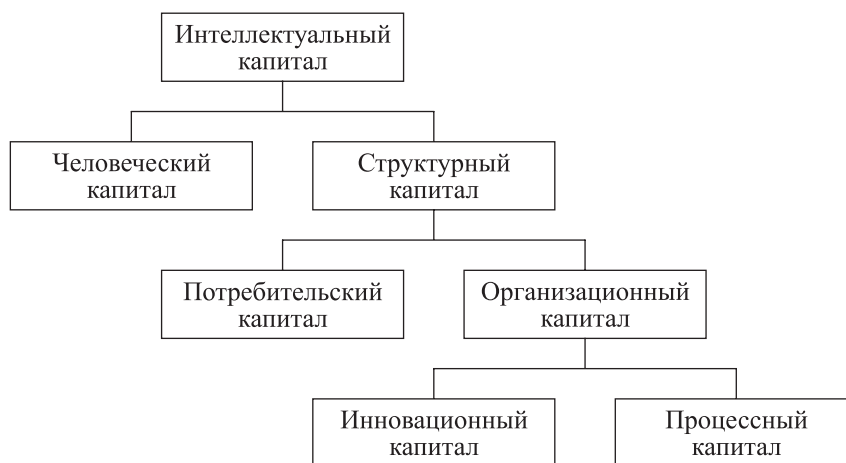 Интеллектуальный
капитал
Человеческий
капитал
Структурный
капитал
Потребительский
капитал
Организационный
капитал
Инновационный
капитал
Процессный
капитал